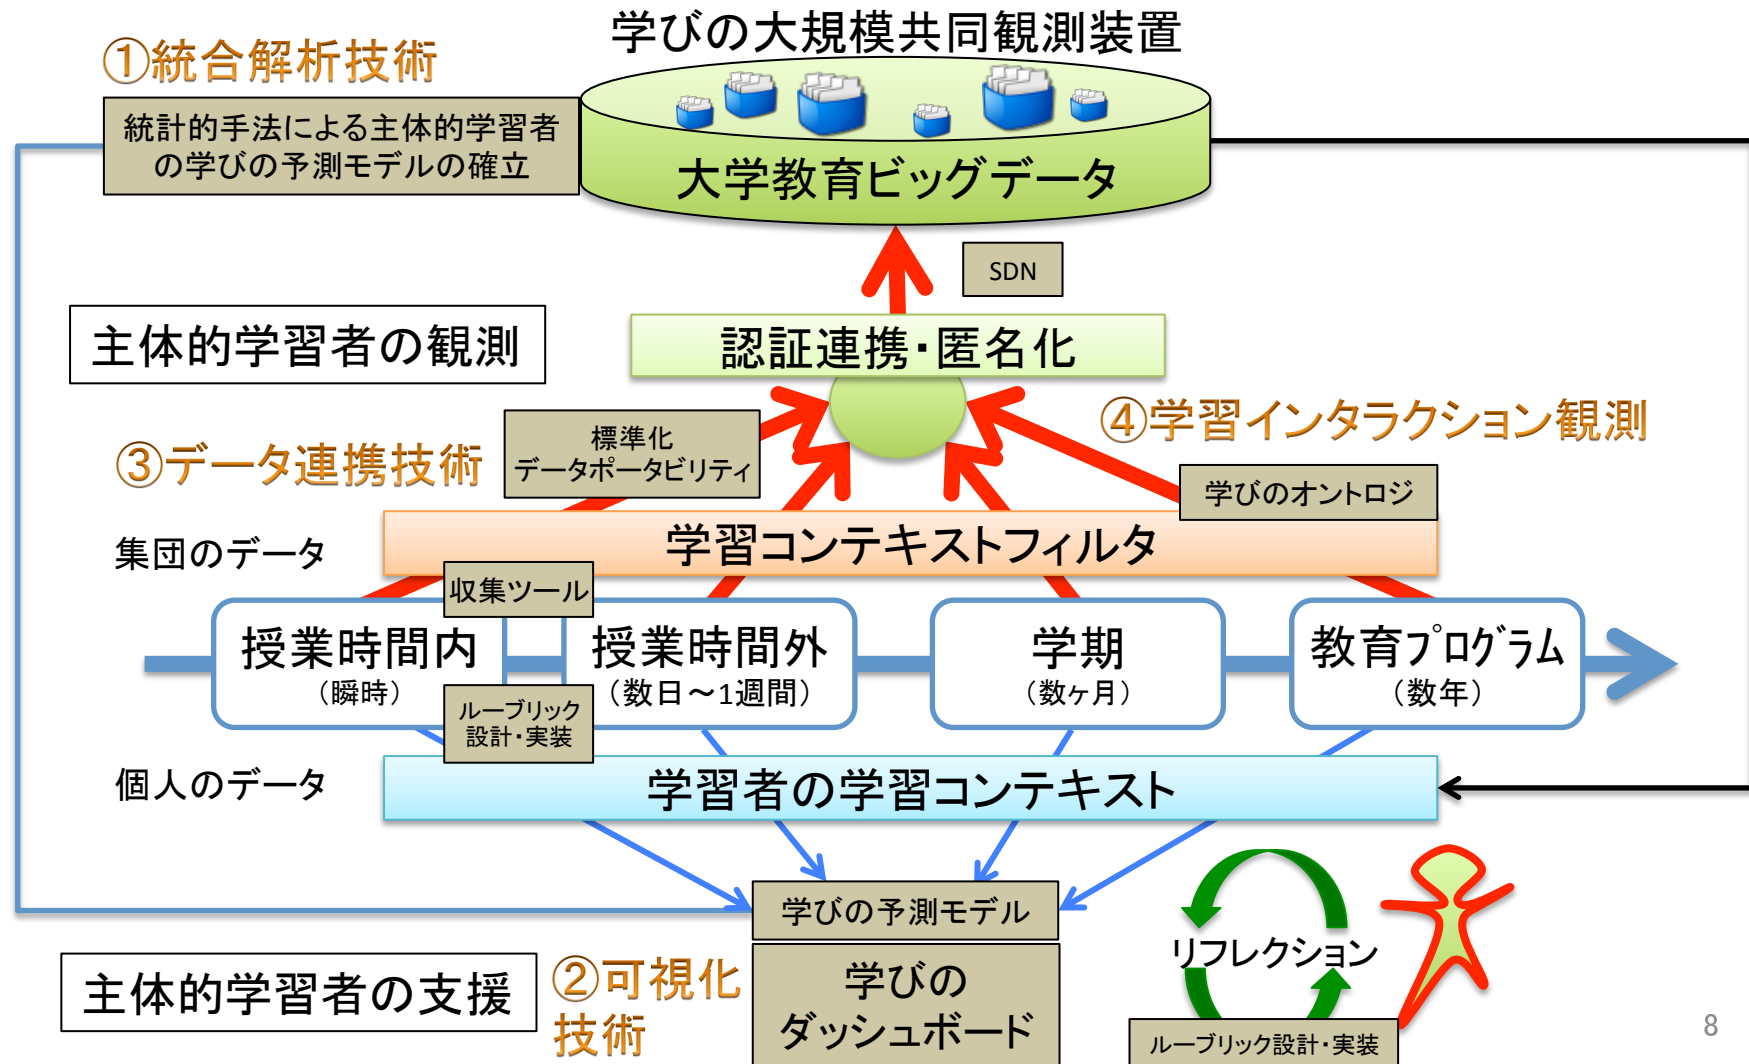 学びの大規模共同観測装置
①統合解析技術
統計的手法による主体的学習者
の学びの予測モデルの確立
大学教育ビッグデータ
SDN
主体的学習者の観測
認証連携・匿名化
③データ連携技術
標準化
データポータビリティ
④学習インタラクション観測
学びのオントロジ
集団のデータ
学習コンテキストフィルタ
収集ツール
授業時間内
（瞬時）
授業時間外
（数日～1週間）
学期
（数ヶ月）
教育プログラム
（数年）
ルーブリック
設計・実装
個人のデータ
学習者の学習コンテキスト
学びの予測モデル
主体的学習者の支援
②可視化
技術
学びの
ダッシュボード
リフレクション
ルーブリック設計・実装
8